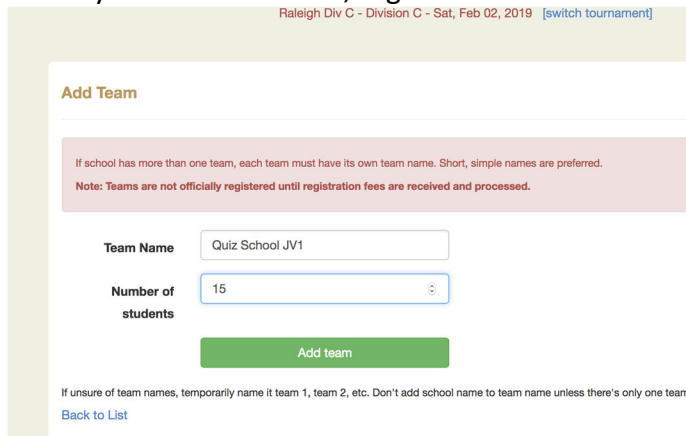 Raleigh Div C - Division C - Sat, Feb 02, 2019 [switch tournament]
Add Team
If school has more than one team, each team must have its own team name. Short, simple names are preferred.
Note: Teams are not officially registered until registration fees are received and processed.
Team Name Quiz School JV1
Number of students 15
Add team
If unsure of team names, temporarily name it team 1, team 2, etc. Don't add school name to team name unless there's only one team
Back to List